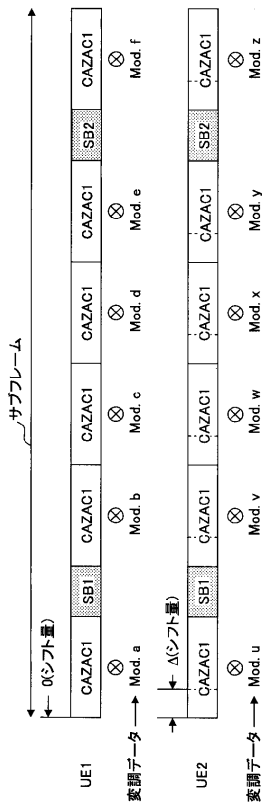 サブフレーム
0(シフト量)
UE1
CAZAC1 SB1 CAZAC1 CAZAC1 CAZAC1 CAZAC1 SB2 CAZAC1
変調データ Mod. a Mod. b Mod. c Mod. d Mod. e Mod. f
Δ(シフト量)
UE2
CAZAC1 SB1 CAZAC1 CAZAC1 CAZAC1 CAZAC1 SB2 CAZAC1
変調データ Mod. u Mod. v Mod. w Mod. x Mod. y Mod. z